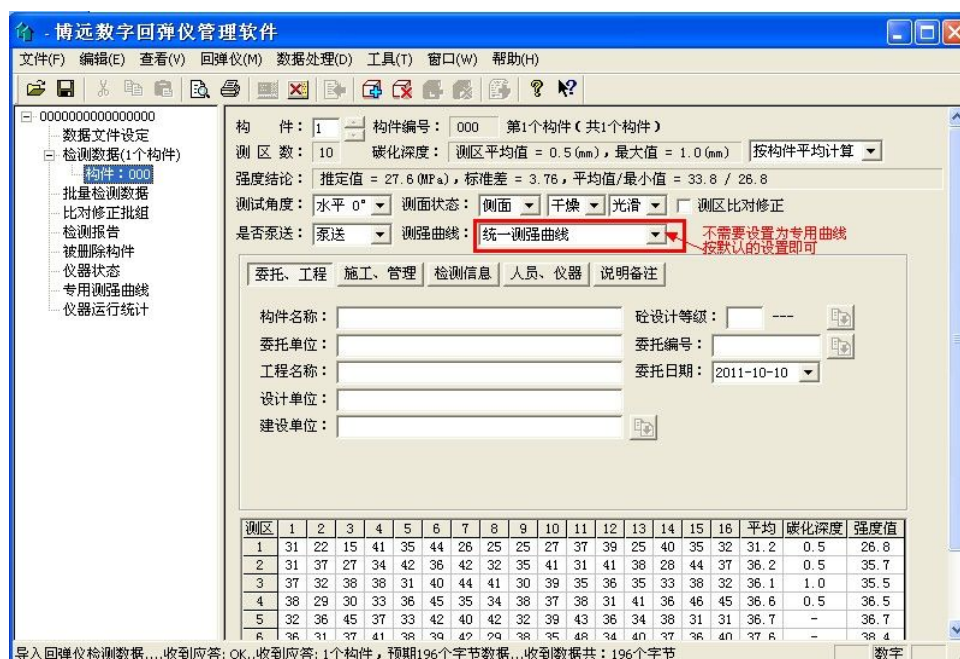 - 博远数字回弹仪管理软件
文件(F) 编辑(E) 查看(V) 回弹仪(M) 数据处理(D) 工具(T) 窗口(W) 帮助(H)
0000000000000000
数据文件设定
检测数据(1个构件)
构件：000
批量检测数据
比对修正批组
检测报告
被删除构件
仪器状态
专用测强曲线
仪器运行统计
构 件： 1 构件编号： 000 第1个构件(共1个构件)
测 区 数： 10 碳化深度： 测区平均值 = 0.5(mm)，最大值 = 1.0(mm) 按构件平均计算
强度结论： 推定值 = 27.6(MPa)，标准差 = 3.76，平均值/最小值 = 33.8 / 26.8
测试角度： 水平 0° 测面状态： 侧面 干燥 光滑 测区比对修正
是否泵送： 泵送 测强曲线： 统一测强曲线 不需要设置为专用曲线
按默认的设置即可
委托、工程 施工、管理 检测信息 人员、仪器 说明备注
构件名称： 砼设计等级： ---
委托单位： 委托编号：
工程名称： 委托日期： 2011-10-10
设计单位：
建设单位：
测区 1 2 3 4 5 6 7 8 9 10 11 12 13 14 15 16 平均 碳化深度 强度值
1 31 22 15 41 35 44 26 25 25 27 37 39 25 40 35 32 31.2 0.5 26.8
2 31 37 27 34 42 36 42 32 35 41 31 41 38 28 44 37 36.2 0.5 35.7
3 37 32 38 38 31 40 44 41 30 39 35 36 35 33 38 32 36.1 1.0 35.5
4 38 29 30 33 36 45 35 34 38 37 38 31 41 36 46 45 36.6 0.5 36.5
5 32 36 45 37 33 42 40 42 32 39 43 36 34 38 31 31 36.7 - 36.7
6 36 31 37 41 38 39 42 29 38 35 48 34 40 37 36 40 37.6 - 38.4
导入回弹仪检测数据....收到应答: OK..收到应答: 1个构件，预期196个字节数据...收到数据共：196个字节 数字